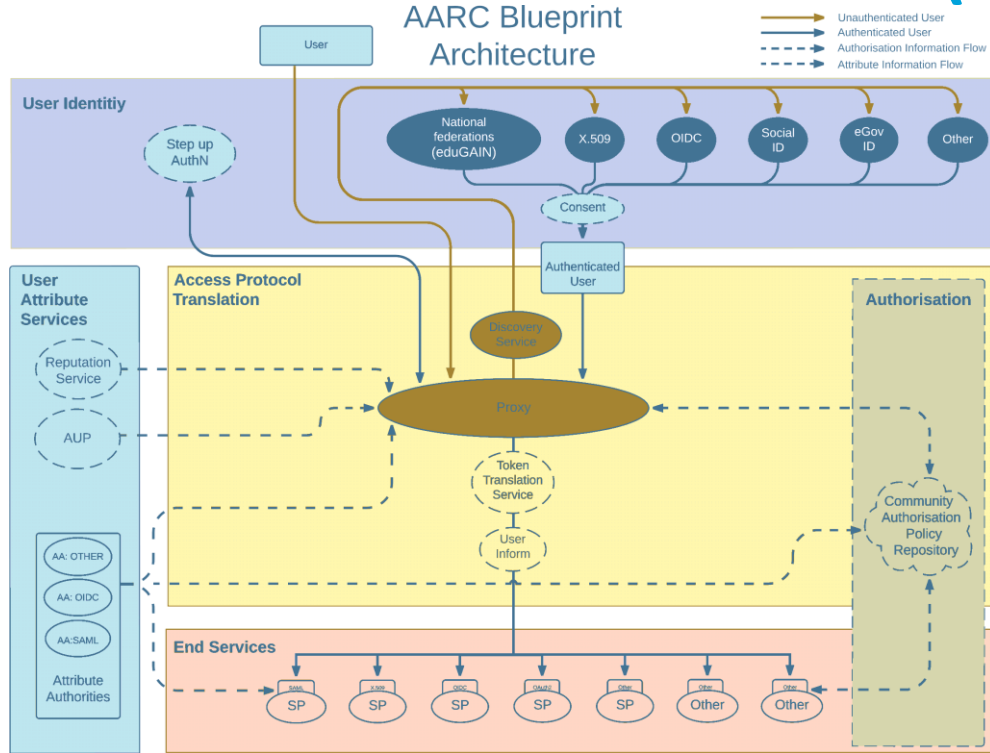 AARC Blueprint
Architecture
Unauthenticated User
Authenticated User
Authorisation Information Flow
Attribute Information Flow
User
User Identitiy
Step up
AuthN
National
federations
(eduGAIN)
X.509
OIDC
Social
ID
eGov
ID
Other
Consent
Authenticated
User
User
Attribute
Services
Reputation
Service
AUP
AA: OTHER
AA: OIDC
AA:SAML
Attribute
Authorities
Access Protocol
Translation
Discovery
Service
Proxy
Token
Translation
Service
User
Inform
Authorisation
Community
Authorisation
Policy
Repository
End Services
SAML
SP
X.509
SP
OIDC
SP
SP
Other
SP
Other
Other
Other
Other